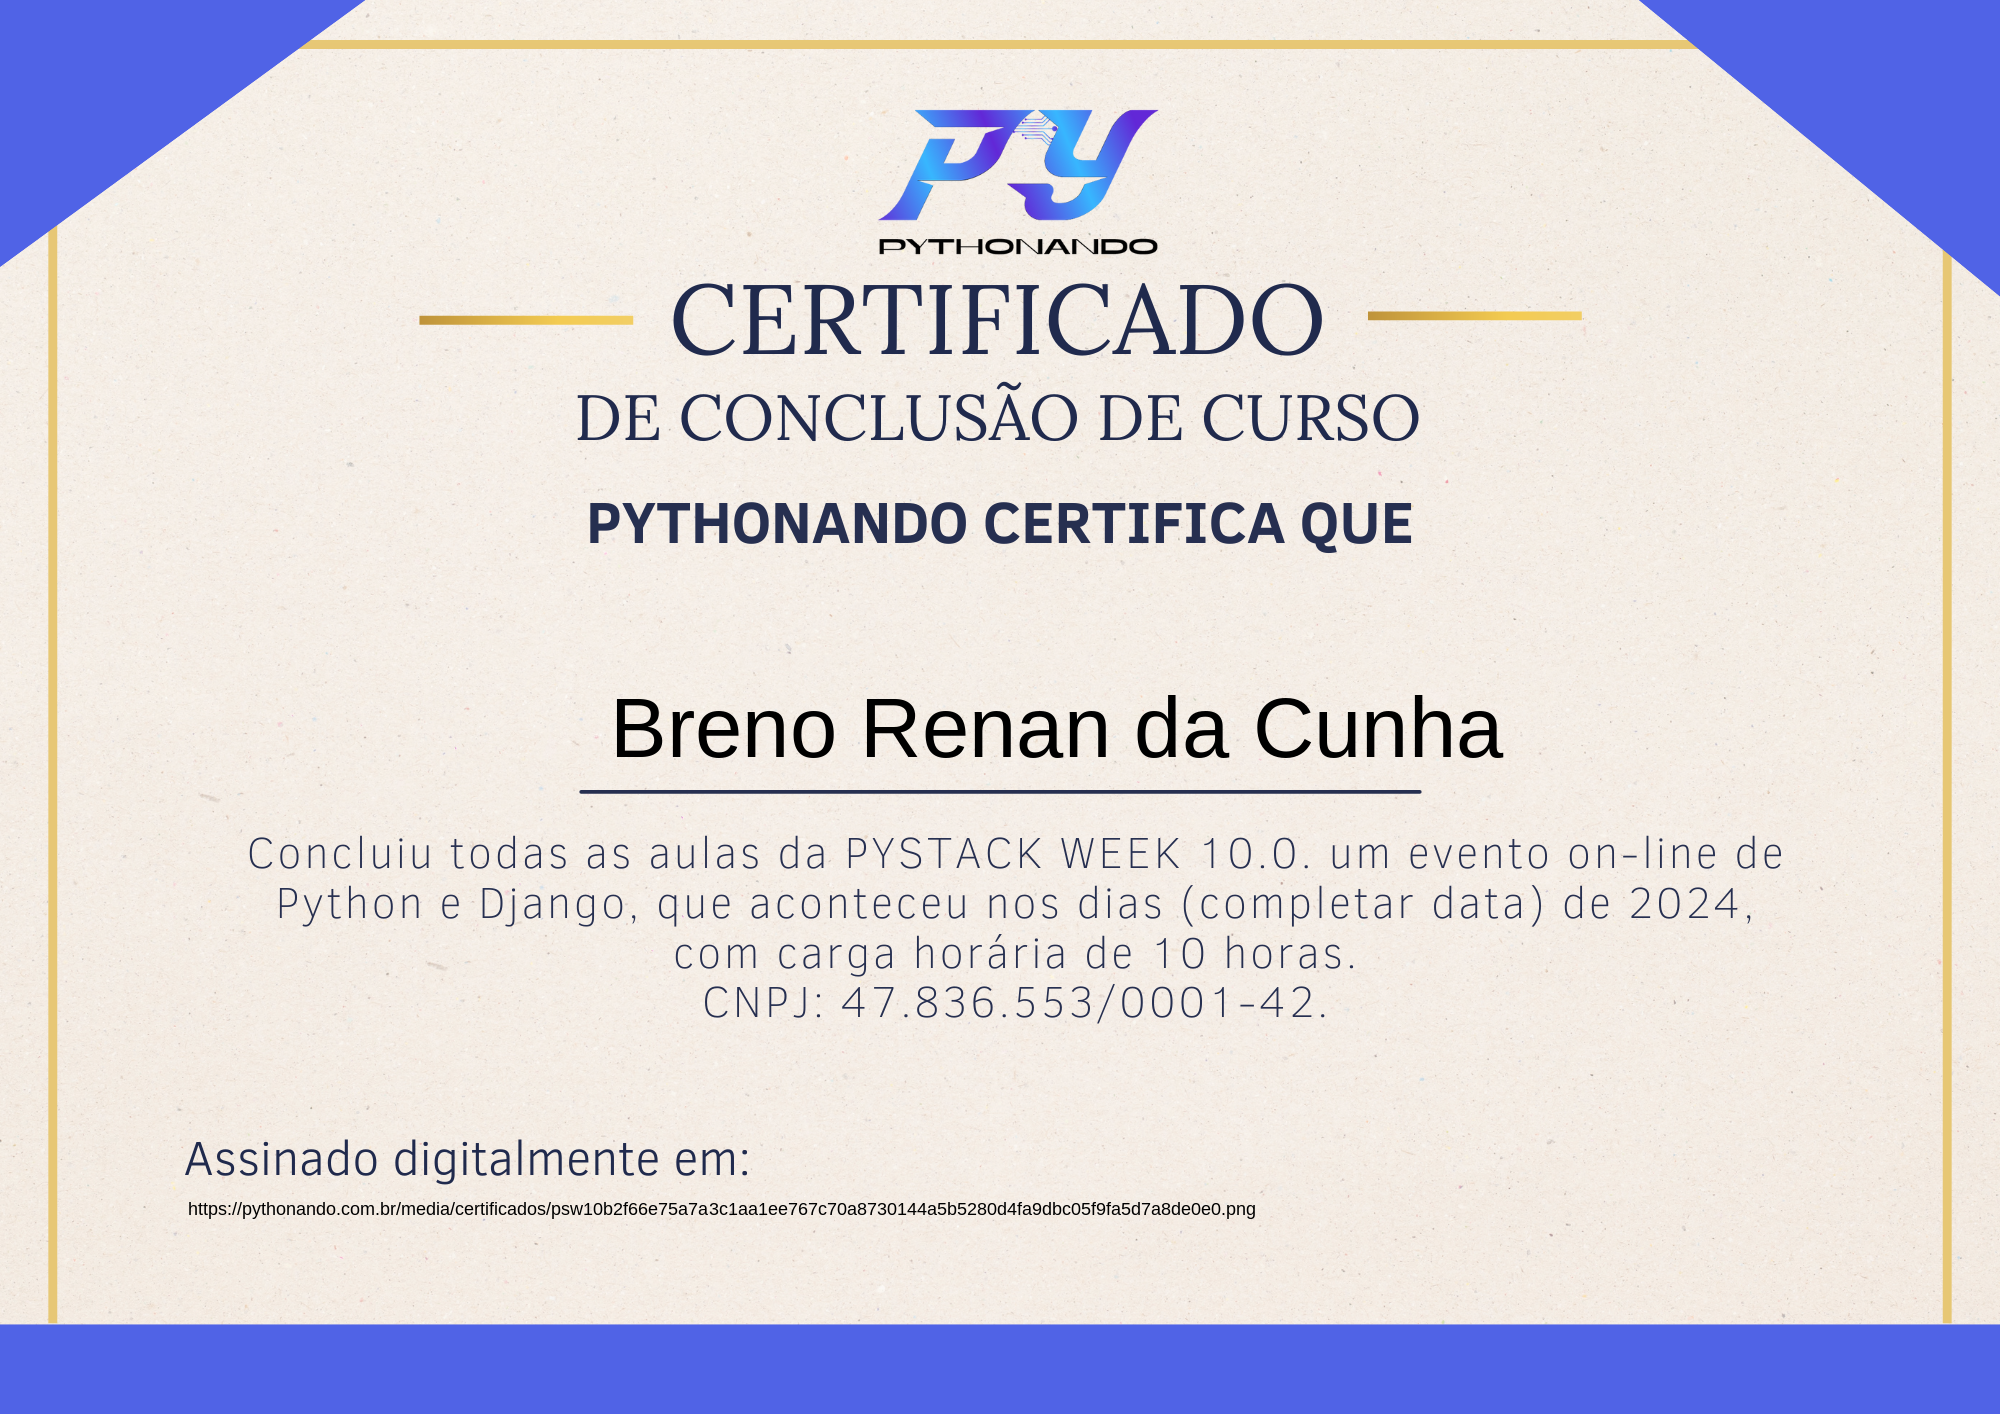 PY
PYTHONANDO
CERTIFICADO
DE CONCLUSÃO DE CURSO
PYTHONANDO CERTIFICA QUE
Breno Renan da Cunha
Concluiu todas as aulas da PYSTACK WEEK 10.0. um evento on-line de
Python e Django, que aconteceu nos dias (completar data) de 2024,
com carga horária de 10 horas.
CNPJ: 47.836.553/0001-42.
Assinado digitalmente em:
https://pythonando.com.br/media/certificados/psw10b2f66e75a7a3c1aa1ee767c70a8730144a5b5280d4fa9dbc05f9fa5d7a8de0e0.png